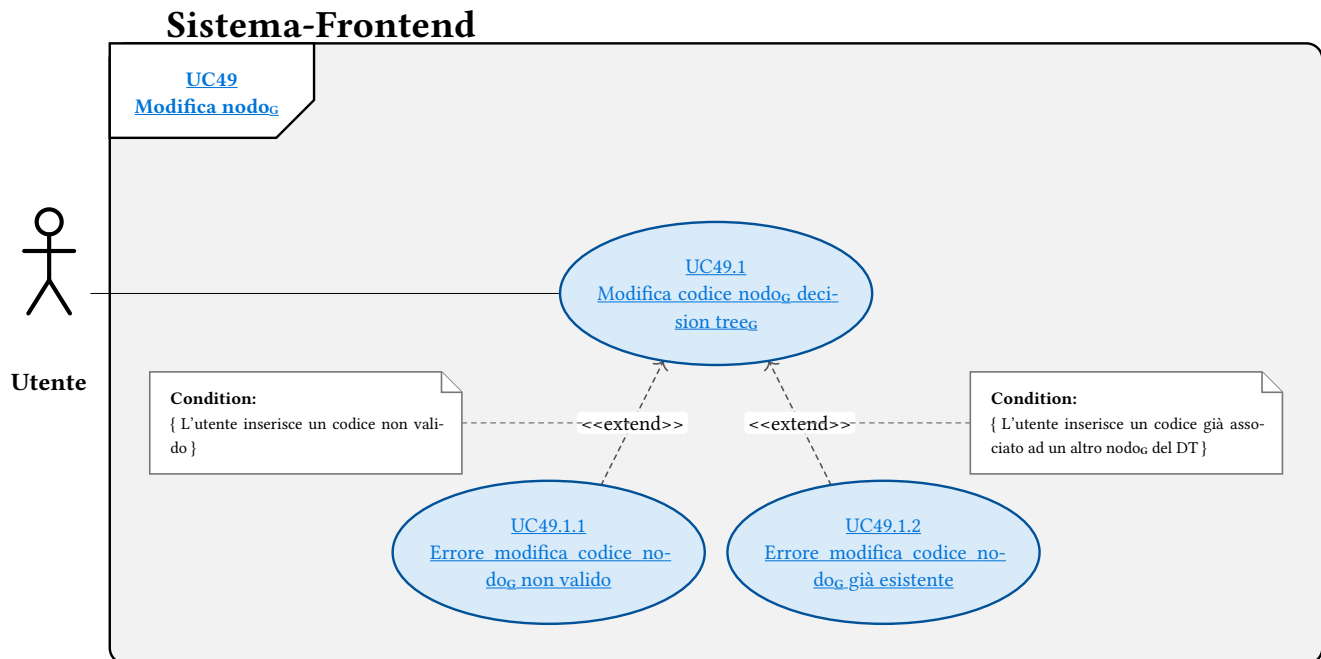 Sistema-Frontend
UC49
Modifica nodoG
UC49.1
Modifica codice nodoG deci-
sion treeG
Utente
Condition:
{ L'utente inserisce un codice non vali-
do }
<<extend>>
<<extend>>
Condition:
{ L'utente inserisce un codice già asso-
ciato ad un altro nodoG del DT }
UC49.1.1
Errore modifica codice no-
doG non valido
UC49.1.2
Errore modifica codice no-
doG già esistente